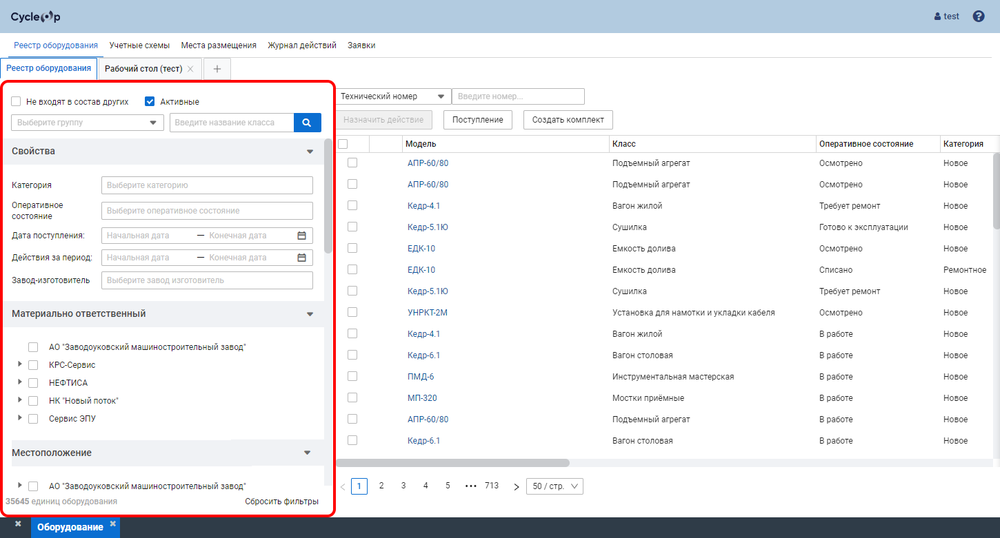 CycleOp
test
Реестр оборудования Учетные схемы Места размещения Журнал действий Заявки
Реестр оборудования Рабочий стол (тест)
Не входят в состав других Активные
Выберите группу Введите название класса
Свойства
Категория Выберите категорию
Оперативное состояние Выберите оперативное состояние
Дата поступления: Начальная дата — Конечная дата
Действия за период: Начальная дата — Конечная дата
Завод-изготовитель Выберите завод изготовитель
Материально ответственный
АО "Заводоуковский машиностроительный завод"
КРС-Сервис
НЕФТИСА
НК "Новый поток"
Сервис ЭПУ
Местоположение
АО "Заводоуковский машиностроительный завод"
35645 единиц оборудования Сбросить фильтры
Технический номер Введите номер...
Назначить действие Поступление Создать комплект
Модель Класс Оперативное состояние Категория
АПР-60/80 Подъемный агрегат Осмотрено Новое
АПР-60/80 Подъемный агрегат Осмотрено Новое
Кедр-4.1 Вагон жилой Требует ремонт Новое
Кедр-5.1Ю Сушилка Готово к эксплуатации Новое
ЕДК-10 Емкость долива Осмотрено Новое
ЕДК-10 Емкость долива Списано Ремонтное
Кедр-5.1Ю Сушилка Требует ремонт Новое
УНРКТ-2М Установка для намотки и укладки кабеля Осмотрено Новое
Кедр-4.1 Вагон жилой В работе Новое
Кедр-6.1 Вагон столовая В работе Новое
ПМД-6 Инструментальная мастерская В работе Новое
МП-320 Мостки приёмные В работе Новое
АПР-60/80 Подъемный агрегат В работе Новое
Кедр-6.1 Вагон столовая В работе Новое
1 2 3 4 5 ••• 713 50 / стр.
Оборудование